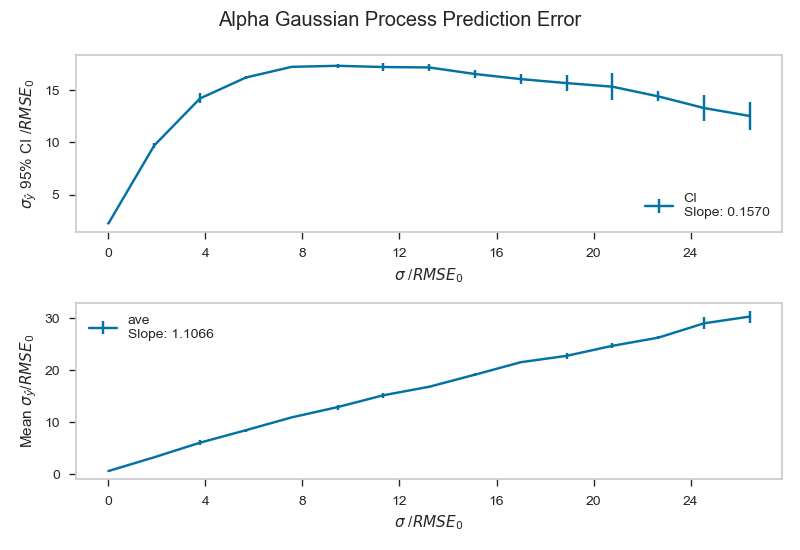 Alpha Gaussian Process Prediction Error
σ_ŷ 95% CI /RMSE₀
15
10
5
CI
Slope: 0.1570
0 4 8 12 16 20 24
σ /RMSE₀
Mean σ_ŷ/RMSE₀
30
20
10
0
ave
Slope: 1.1066
0 4 8 12 16 20 24
σ /RMSE₀